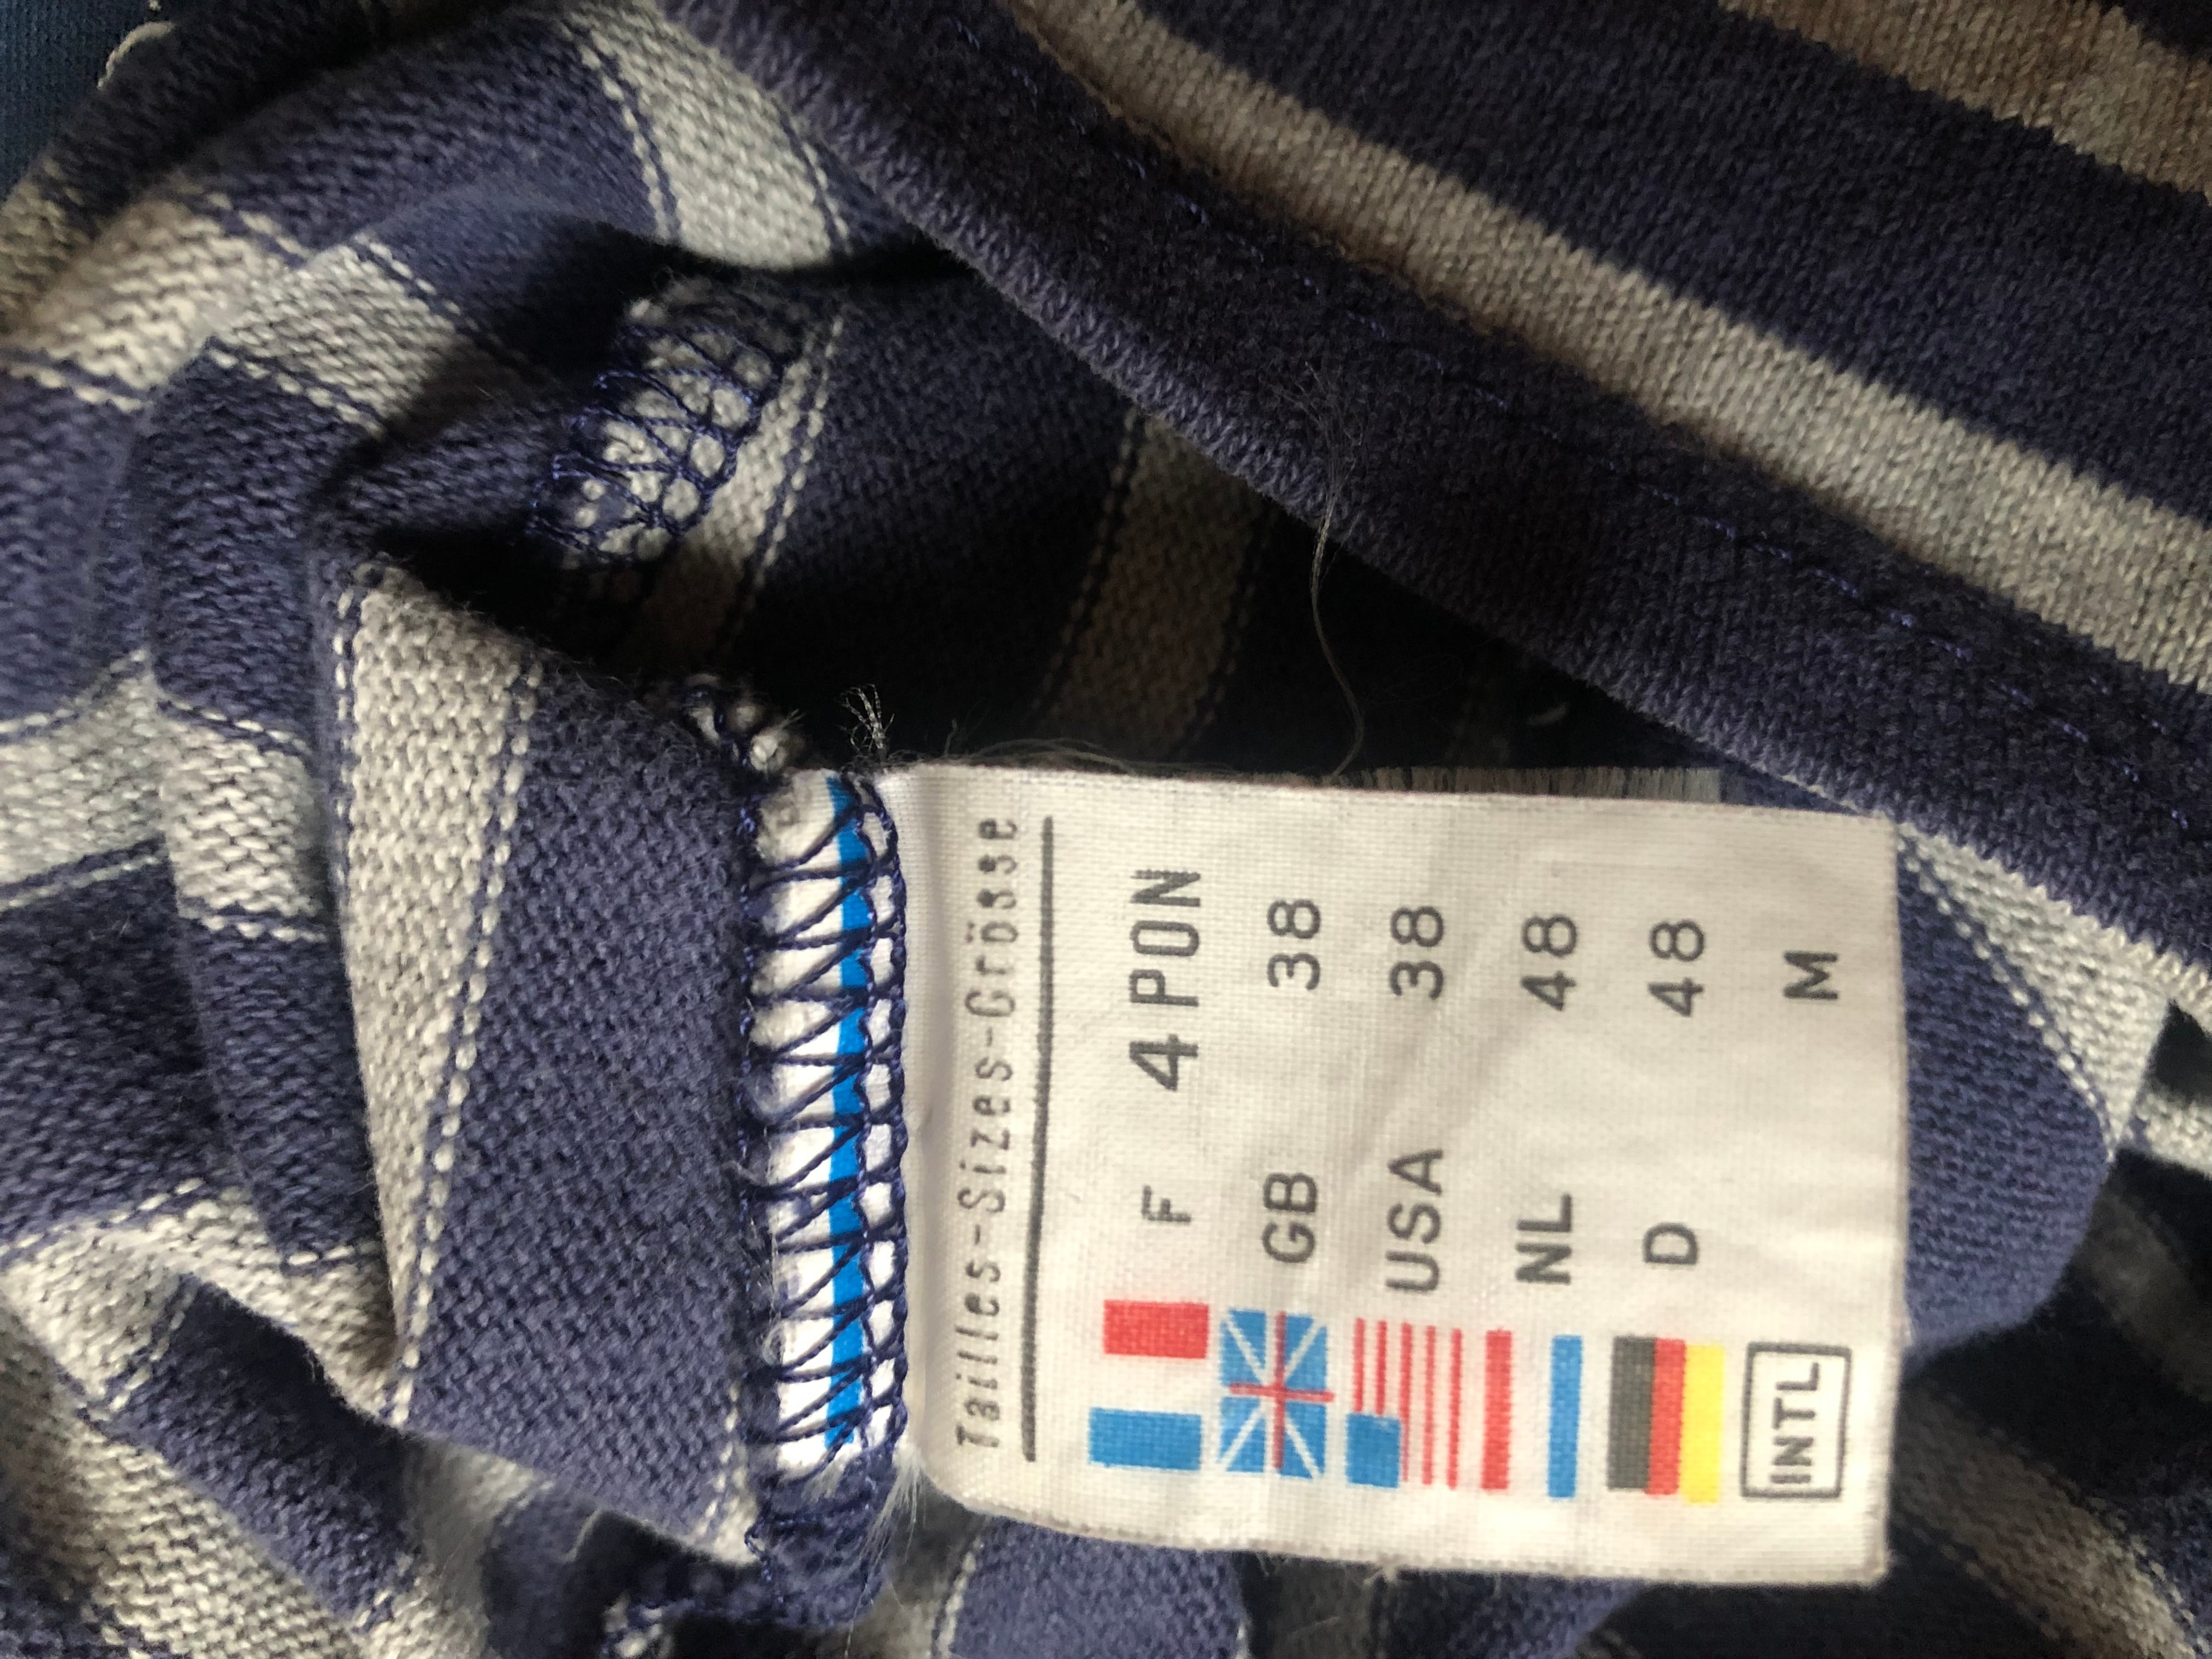 Tailles-Sizes-Grösse
F 4 PON
GB 38
USA 38
NL 48
D 48
INTL M